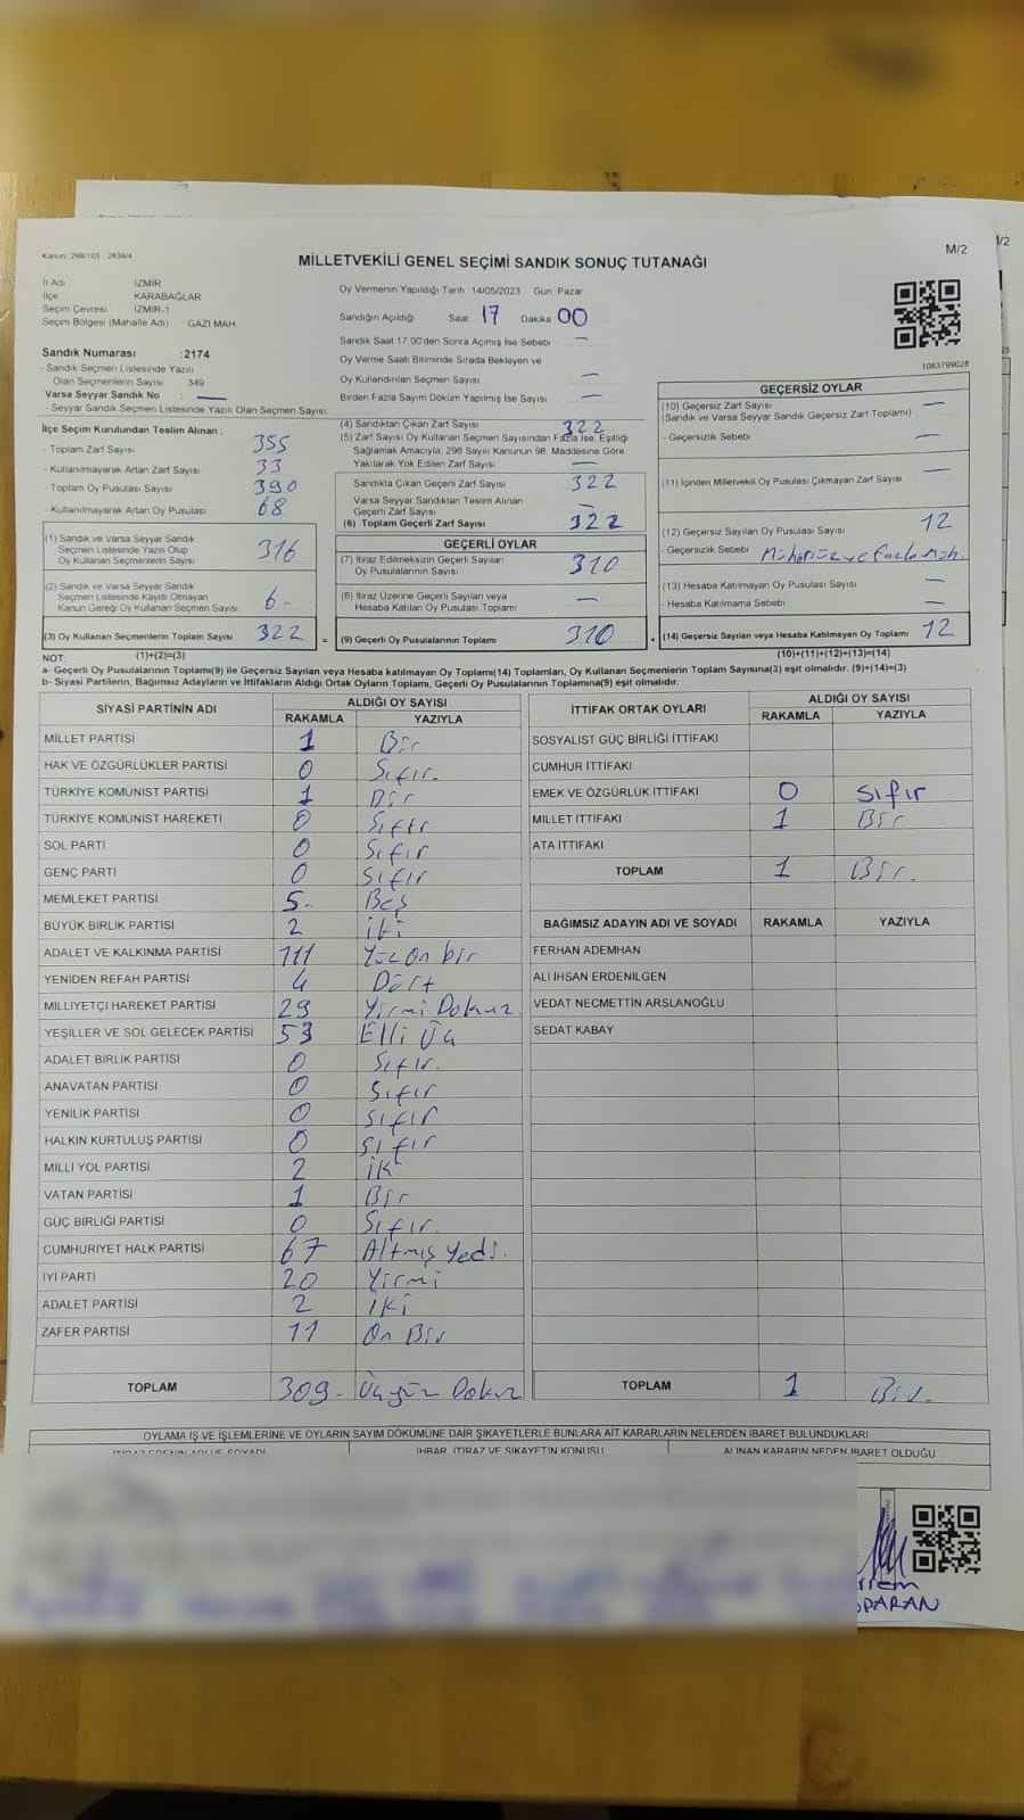 M/2
MİLLETVEKİLİ GENEL SEÇİMİ SANDIK SONUÇ TUTANAĞI
M/2
İl Adı İZMİR
İlçe KARABAĞLAR
Seçim Çevresi İZMİR-1
Seçim Bölgesi (Mahalle Adı) GAZİ MAH.
Sandık Numarası :2174
- Sandık Seçmen Listesinde Yazılı
Olan Seçmenlerin Sayısı 349
Varsa Seyyar Sandık No : —
- Seyyar Sandık Seçmen Listesinde Yazılı Olan Seçmen Sayısı:
Oy Vermenin Yapıldığı Tarih 14/05/2023 Gün Pazar
Sandığın Açıldığı Saat 17 Dakika 00
Sandık Saat 17.00'den Sonra Açılmış İse Sebebi —
Oy Verme Saati Bitiminde Sırada Bekleyen ve
Oy Kullandırılan Seçmen Sayısı —
Birden Fazla Sayım Döküm Yapılmış İse Sayısı —
1083799028
İlçe Seçim Kurulundan Teslim Alınan ;
- Toplam Zarf Sayısı 355
- Kullanılmayarak Artan Zarf Sayısı 33
- Toplam Oy Pusulası Sayısı 390
- Kullanılmayarak Artan Oy Pusulası 68
(1) Sandık ve Varsa Seyyar Sandık
Seçmen Listesinde Yazılı Olup
Oy Kullanan Seçmenlerin Sayısı 316
(2) Sandık ve Varsa Seyyar Sandık
Seçmen Listesinde Kayıtlı Olmayan
Kanun Gereği Oy Kullanan Seçmen Sayısı 6-
(3) Oy Kullanan Seçmenlerin Toplam Sayısı 322 =
(1)+(2)=(3)
(4) Sandıktan Çıkan Zarf Sayısı 322
(5) Zarf Sayısı Oy Kullanan Seçmen Sayısından Fazla İse, Eşitliği
Sağlamak Amacıyla, 298 Sayılı Kanunun 98. Maddesine Göre
Yakılarak Yok Edilen Zarf Sayısı —
Sandıkta Çıkan Geçerli Zarf Sayısı 322
Varsa Seyyar Sandıktan Teslim Alınan
Geçerli Zarf Sayısı —
(6) Toplam Geçerli Zarf Sayısı 322
GEÇERLİ OYLAR
(7) İtiraz Edilmeksizin Geçerli Sayılan
Oy Pusulalarının Sayısı 310
(8) İtiraz Üzerine Geçerli Sayılan veya
Hesaba Katılan Oy Pusulası Toplamı —
(9) Geçerli Oy Pusulalarının Toplamı 310 +
GEÇERSİZ OYLAR
(10) Geçersiz Zarf Sayısı —
(Sandık ve Varsa Seyyar Sandık Geçersiz Zarf Toplamı)
- Geçersizlik Sebebi —
(11) İçinden Milletvekili Oy Pusulası Çıkmayan Zarf Sayısı —
(12) Geçersiz Sayılan Oy Pusulası Sayısı 12
- Geçersizlik Sebebi Mühürsüz ve fazla Müh.
(13) Hesaba Katılmayan Oy Pusulası Sayısı —
- Hesaba Katılmama Sebebi —
(14) Geçersiz Sayılan veya Hesaba Katılmayan Oy Toplamı 12
(10)+(11)+(12)+(13)=(14)
NOT:
a- Geçerli Oy Pusulalarının Toplamı(9) ile Geçersiz Sayılan veya Hesaba katılmayan Oy Toplamı(14) Toplamları, Oy Kullanan Seçmenlerin Toplam Sayısına(3) eşit olmalıdır. (9)+(14)=(3)
b- Siyasi Partilerin, Bağımsız Adayların ve İttifakların Aldığı Ortak Oyların Toplamı, Geçerli Oy Pusulalarının Toplamına(9) eşit olmalıdır.
SİYASİ PARTİNİN ADI ALDIĞI OY SAYISI
RAKAMLA YAZIYLA
MİLLET PARTİSİ 1 Bir
HAK VE ÖZGÜRLÜKLER PARTİSİ 0 Sıfır.
TÜRKİYE KOMÜNİST PARTİSİ 1 Bir
TÜRKİYE KOMÜNİST HAREKETİ 0 Sıfır
SOL PARTİ 0 Sıfır
GENÇ PARTİ 0 Sıfır
MEMLEKET PARTİSİ 5- Beş
BÜYÜK BİRLİK PARTİSİ 2 iki
ADALET VE KALKINMA PARTİSİ 111 Yüz On bir
YENİDEN REFAH PARTİSİ 4 Dört
MİLLİYETÇİ HAREKET PARTİSİ 29 Yirmi Dokuz
YEŞİLLER VE SOL GELECEK PARTİSİ 53 Elli Üç
ADALET BİRLİK PARTİSİ 0 Sıfır.
ANAVATAN PARTİSİ 0 Sıfır
YENİLİK PARTİSİ 0 Sıfır
HALKIN KURTULUŞ PARTİSİ 0 Sıfır
MİLLİ YOL PARTİSİ 2 iki
VATAN PARTİSİ 1 Bir
GÜÇ BİRLİĞİ PARTİSİ 0 Sıfır.
CUMHURİYET HALK PARTİSİ 67 Altmış Yedi.
İYİ PARTİ 20 Yirmi
ADALET PARTİSİ 2 iki
ZAFER PARTİSİ 11 On Bir
TOPLAM 309- Üçyüz Dokuz
İTTİFAK ORTAK OYLARI ALDIĞI OY SAYISI
RAKAMLA YAZIYLA
SOSYALİST GÜÇ BİRLİĞİ İTTİFAKI
CUMHUR İTTİFAKI
EMEK VE ÖZGÜRLÜK İTTİFAKI 0 Sıfır
MİLLET İTTİFAKI 1 Bir
ATA İTTİFAKI
TOPLAM 1 Bir.
BAĞIMSIZ ADAYIN ADI VE SOYADI RAKAMLA YAZIYLA
FERHAN ADEMHAN
ALİ İHSAN ERDENİLGEN
VEDAT NECMETTİN ARSLANOĞLU
SEDAT KABAY
TOPLAM 1 Bir.
OYLAMA İŞ VE İŞLEMLERİNE VE OYLARIN SAYIM DÖKÜMÜNE DAİR ŞİKAYETLERLE BUNLARA AİT KARARLARIN NELERDEN İBARET BULUNDUKLARI
İTİRAZ EDENİN ADI VE SOYADI İHBAR, İTİRAZ VE ŞİKAYETİN KONUSU ALINAN KARARIN NEDEN İBARET OLDUĞU
OPARAN